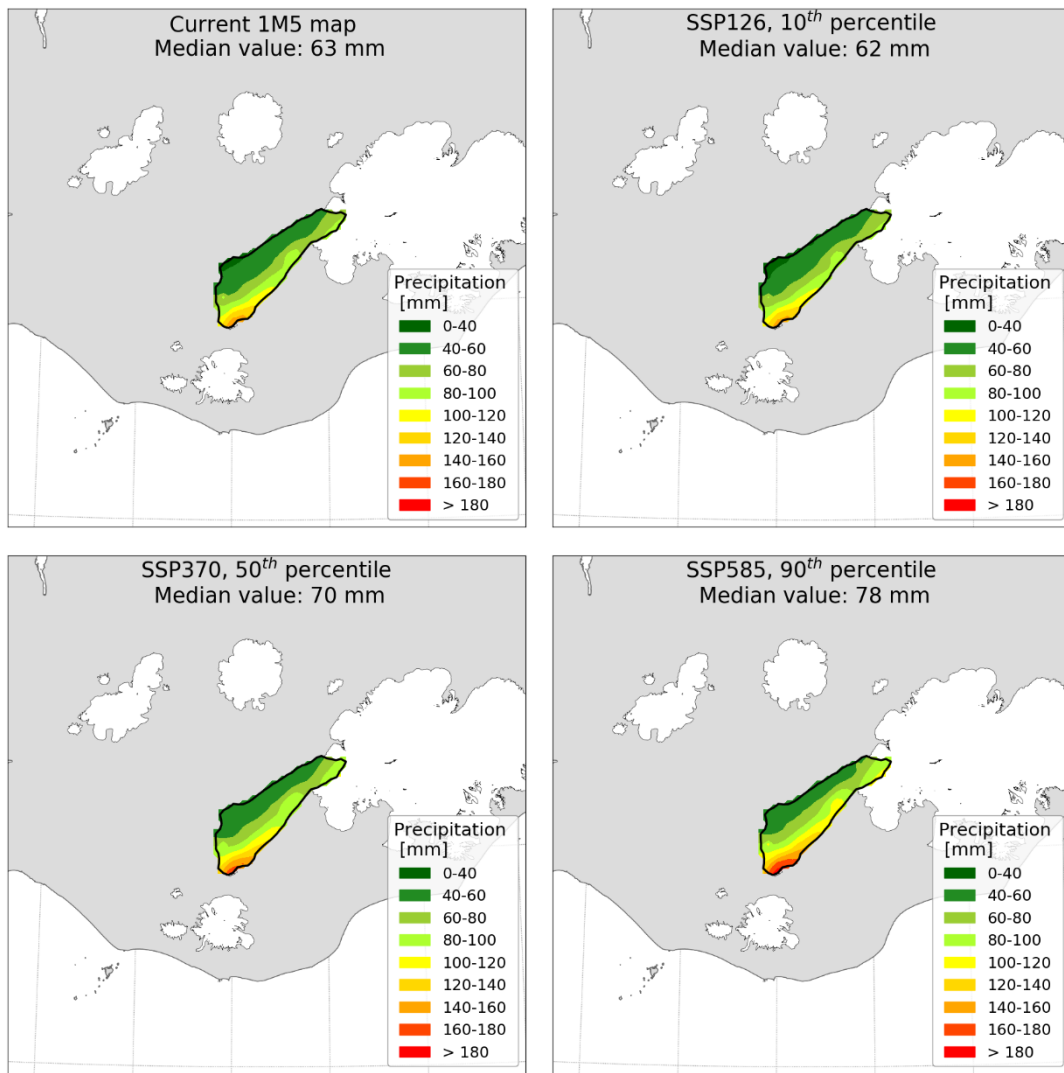 Current 1M5 map
Median value: 63 mm
Precipitation
[mm]
0-40
40-60
60-80
80-100
100-120
120-140
140-160
160-180
> 180
SSP126, 10th percentile
Median value: 62 mm
Precipitation
[mm]
0-40
40-60
60-80
80-100
100-120
120-140
140-160
160-180
> 180
SSP370, 50th percentile
Median value: 70 mm
Precipitation
[mm]
0-40
40-60
60-80
80-100
100-120
120-140
140-160
160-180
> 180
SSP585, 90th percentile
Median value: 78 mm
Precipitation
[mm]
0-40
40-60
60-80
80-100
100-120
120-140
140-160
160-180
> 180